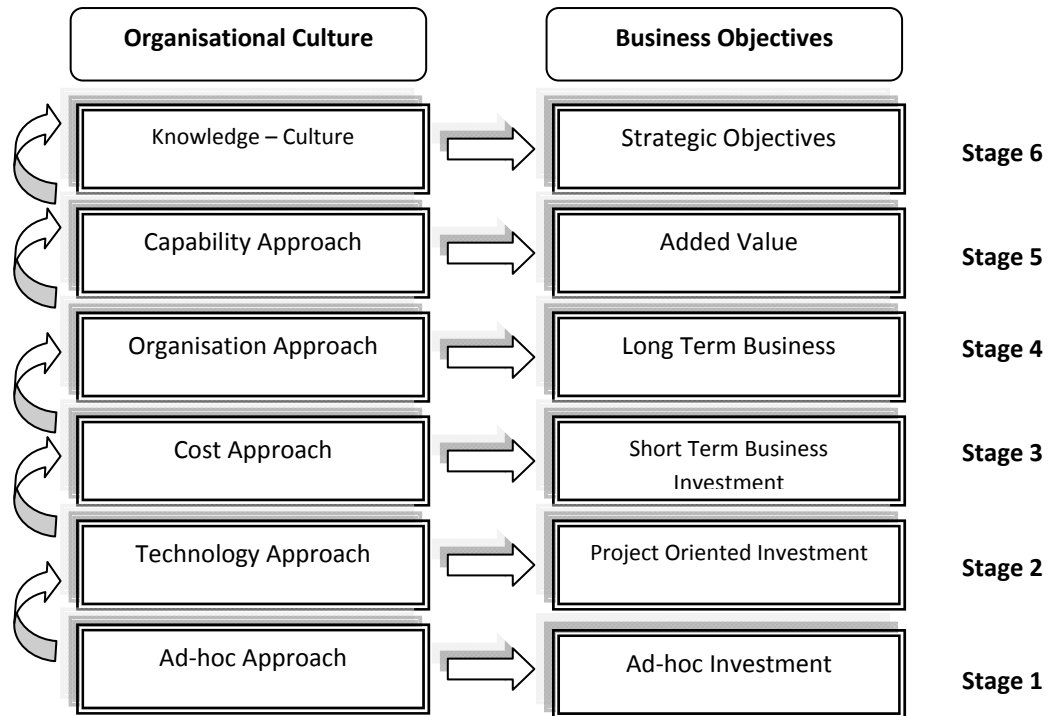 Organisational Culture
Business Objectives
Knowledge – Culture
Strategic Objectives
Stage 6
Capability Approach
Added Value
Stage 5
Organisation Approach
Long Term Business
Stage 4
Cost Approach
Short Term Business
Investment
Stage 3
Technology Approach
Project Oriented Investment
Stage 2
Ad-hoc Approach
Ad-hoc Investment
Stage 1